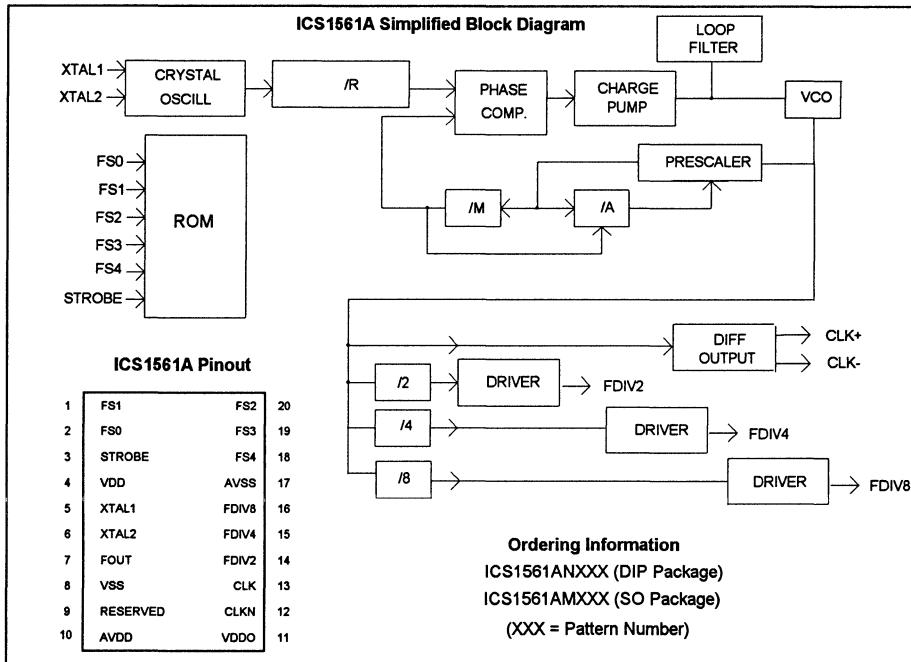 ICS1561A Simplified Block Diagram
LOOP
FILTER
XTAL1
XTAL2
CRYSTAL
OSCILL
/R
PHASE
COMP.
CHARGE
PUMP
VCO
PRESCALER
/M
/A
FS0
FS1
FS2
FS3
FS4
STROBE
ROM
DIFF
OUTPUT
CLK+
CLK-
/2
DRIVER
FDIV2
/4
DRIVER
FDIV4
/8
DRIVER
FDIV8
ICS1561A Pinout
1 FS1 FS2 20
2 FS0 FS3 19
3 STROBE FS4 18
4 VDD AVSS 17
5 XTAL1 FDIV8 16
6 XTAL2 FDIV4 15
7 FOUT FDIV2 14
8 VSS CLK 13
9 RESERVED CLKN 12
10 AVDD VDDO 11
Ordering Information
ICS1561ANXXX (DIP Package)
ICS1561AMXXX (SO Package)
(XXX = Pattern Number)